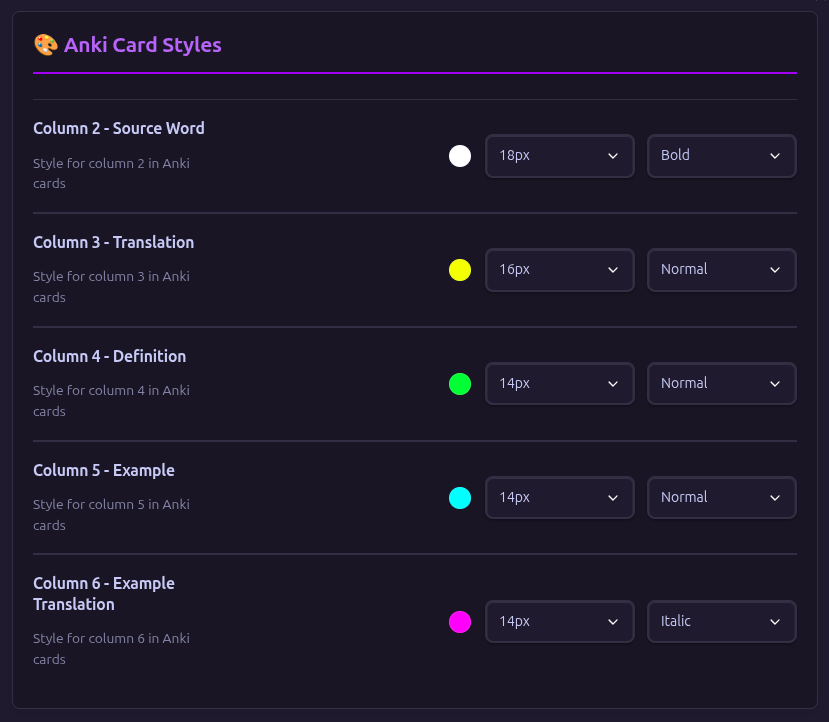 🎨 Anki Card Styles
Column 2 - Source Word
Style for column 2 in Anki
cards
18px
Bold
Column 3 - Translation
Style for column 3 in Anki
cards
16px
Normal
Column 4 - Definition
Style for column 4 in Anki
cards
14px
Normal
Column 5 - Example
Style for column 5 in Anki
cards
14px
Normal
Column 6 - Example
Translation
Style for column 6 in Anki
cards
14px
Italic